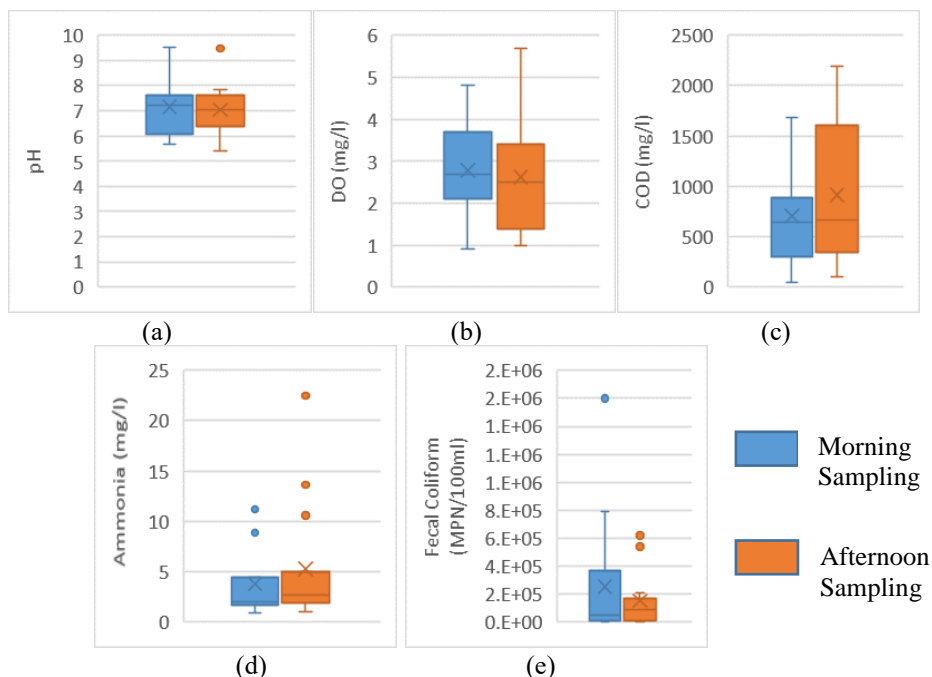 10
9
8
7
6
5
4
3
2
1
0
pH
(a)
6
5
4
3
2
1
0
DO (mg/l)
(b)
2500
2000
1500
1000
500
0
COD (mg/l)
(c)
25
20
15
10
5
0
Ammonia (mg/l)
(d)
2.E+06
2.E+06
1.E+06
1.E+06
1.E+06
8.E+05
6.E+05
4.E+05
2.E+05
0.E+00
Fecal Coliform
(MPN/100ml)
(e)
Morning
Sampling
Afternoon
Sampling